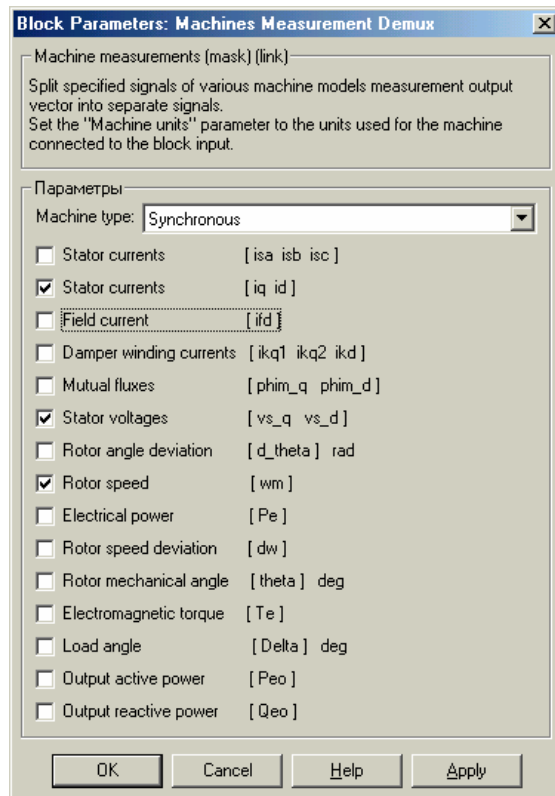 Block Parameters: Machines Measurement Demux
Machine measurements (mask) (link)
Split specified signals of various machine models measurement output
vector into separate signals.
Set the "Machine units" parameter to the units used for the machine
connected to the block input.
Параметры
Machine type: Synchronous
Stator currents [ isa isb isc ]
Stator currents [ iq id ]
Field current [ ifd ]
Damper winding currents [ ikq1 ikq2 ikd ]
Mutual fluxes [ phim_q phim_d ]
Stator voltages [ vs_q vs_d ]
Rotor angle deviation [ d_theta ] rad
Rotor speed [ wm ]
Electrical power [ Pe ]
Rotor speed deviation [ dw ]
Rotor mechanical angle [ theta ] deg
Electromagnetic torque [ Te ]
Load angle [ Delta ] deg
Output active power [ Peo ]
Output reactive power [ Qeo ]
OK Cancel Help Apply